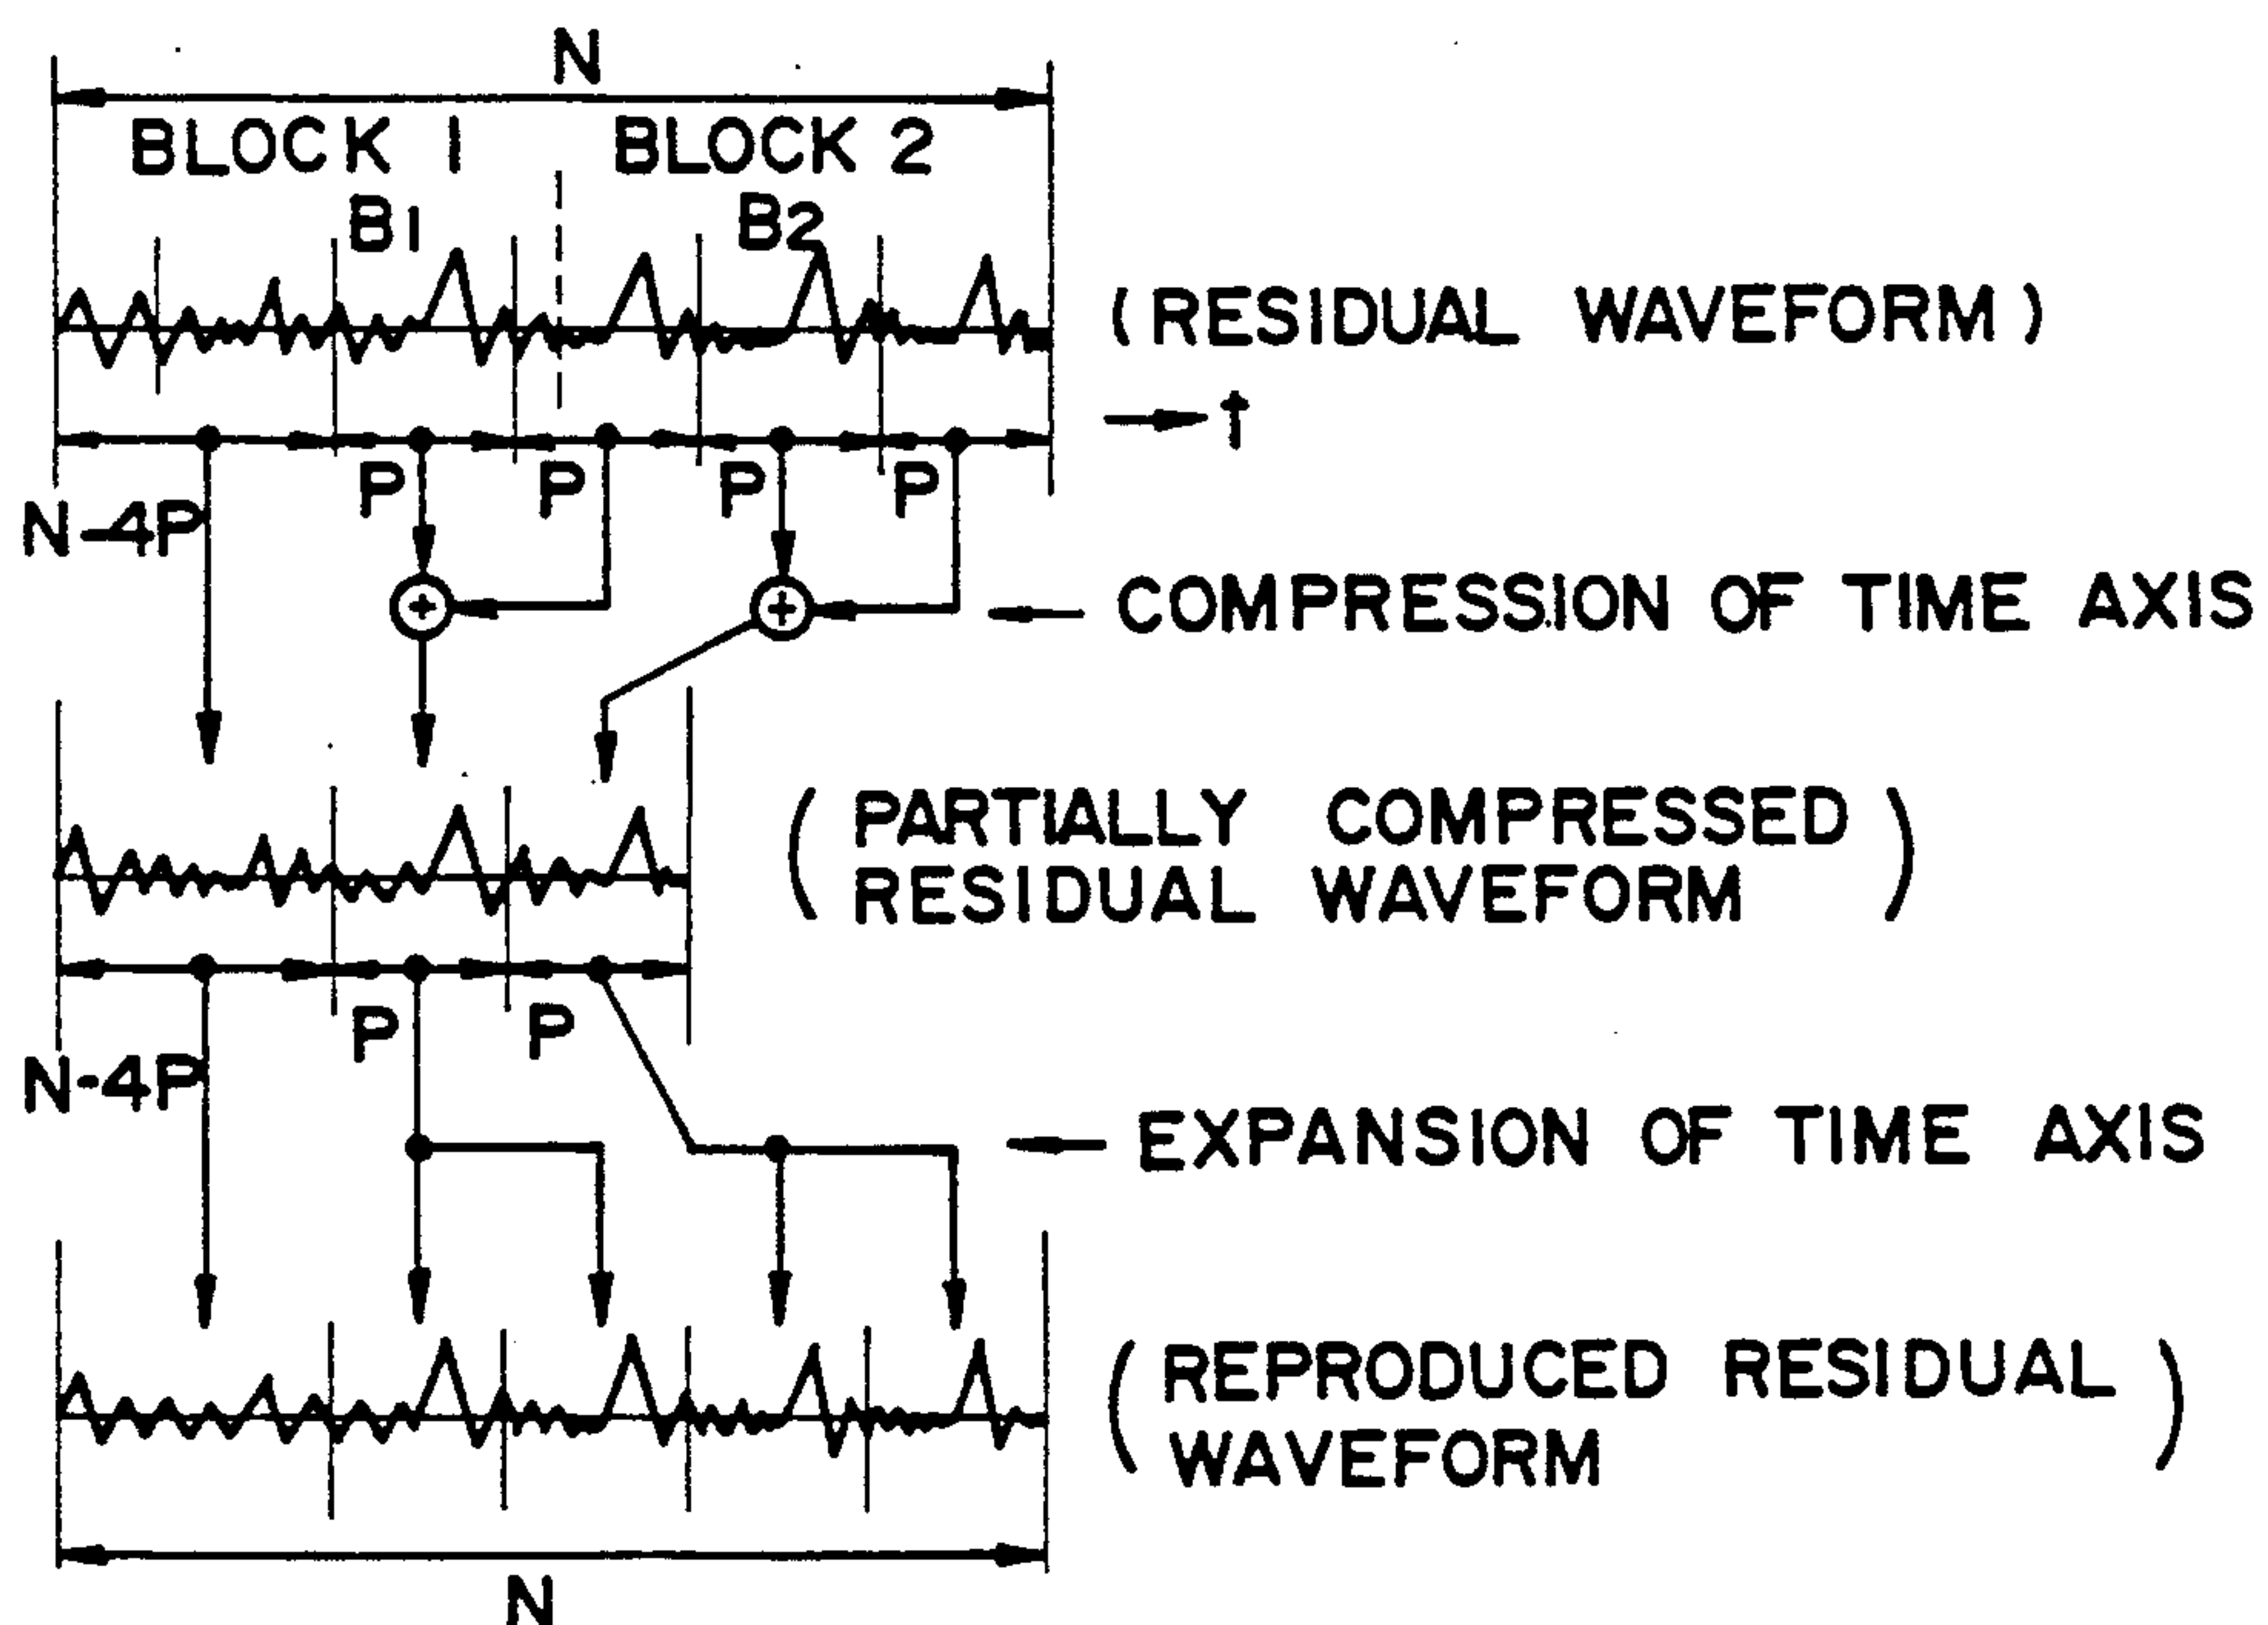 N
BLOCK 1 BLOCK 2
B1 B2
(RESIDUAL WAVEFORM)
t
P P P P
N-4P
+ +
COMPRESSION OF TIME AXIS
(PARTIALLY COMPRESSED
RESIDUAL WAVEFORM)
P P
N-4P
EXPANSION OF TIME AXIS
(REPRODUCED RESIDUAL
WAVEFORM)
N